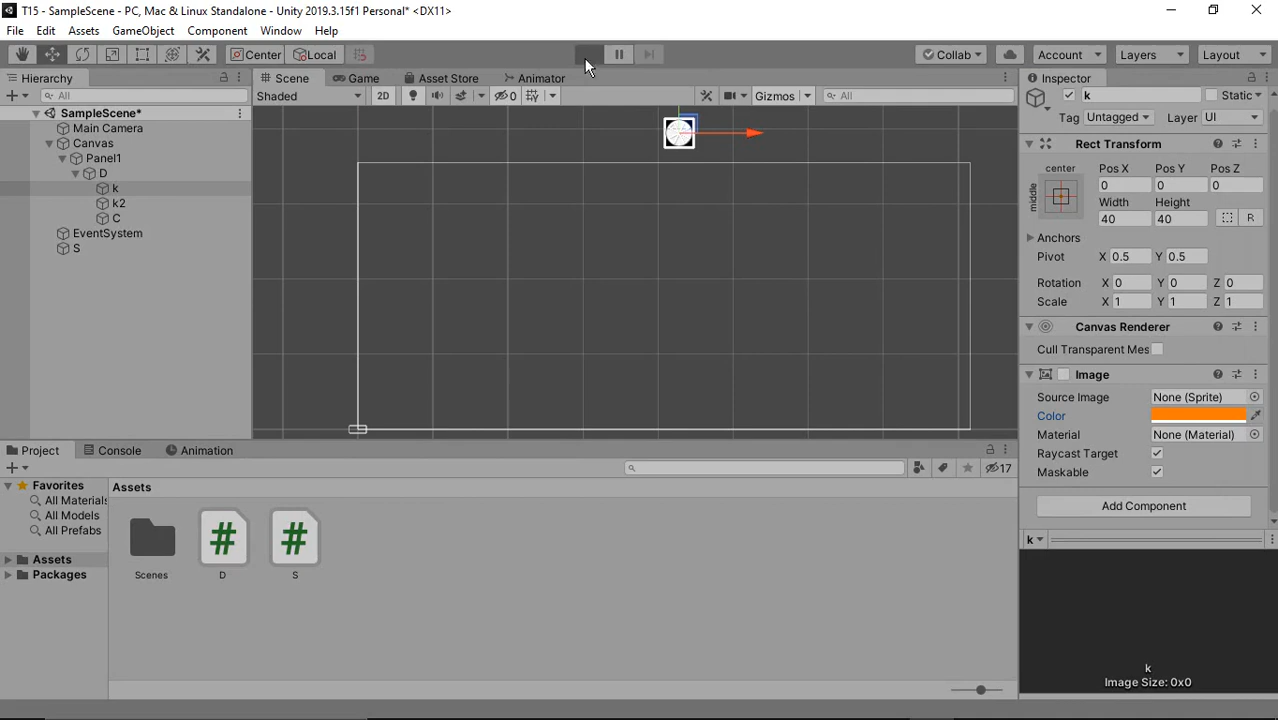 T15 - SampleScene - PC, Mac & Linux Standalone - Unity 2019.3.15f1 Personal* <DX11>
File Edit Assets GameObject Component Window Help
Center Local Collab Account Layers Layout
Hierarchy
All
SampleScene*
Main Camera
Canvas
Panel1
D
k
k2
C
EventSystem
S
Scene Game Asset Store Animator
Shaded 2D 0 Gizmos All
Inspector
k Static
Tag Untagged Layer UI
Rect Transform
center
middle
Pos X Pos Y Pos Z
0 0 0
Width Height
40 40 R
Anchors
Pivot X 0.5 Y 0.5
Rotation X 0 Y 0 Z 0
Scale X 1 Y 1 Z 1
Canvas Renderer
Cull Transparent Mes
Image
Source Image None (Sprite)
Color
Material None (Material)
Raycast Target
Maskable
Add Component
k
k
Image Size: 0x0
Project Console Animation
17
Favorites
All Materials
All Models
All Prefabs
Assets
Packages
Assets
Scenes
# D
# S